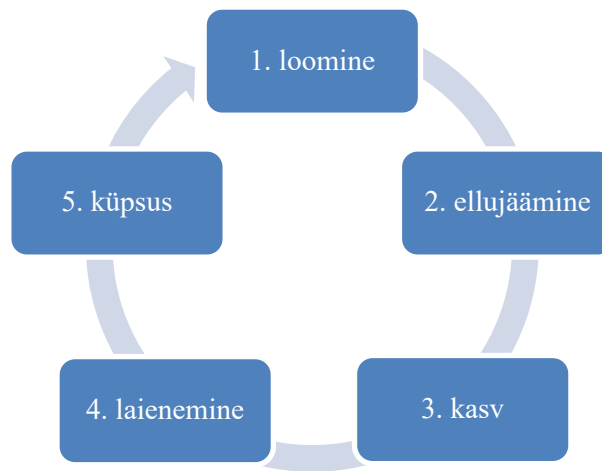 1. loomine
2. ellujäämine
3. kasv
4. laienemine
5. küpsus